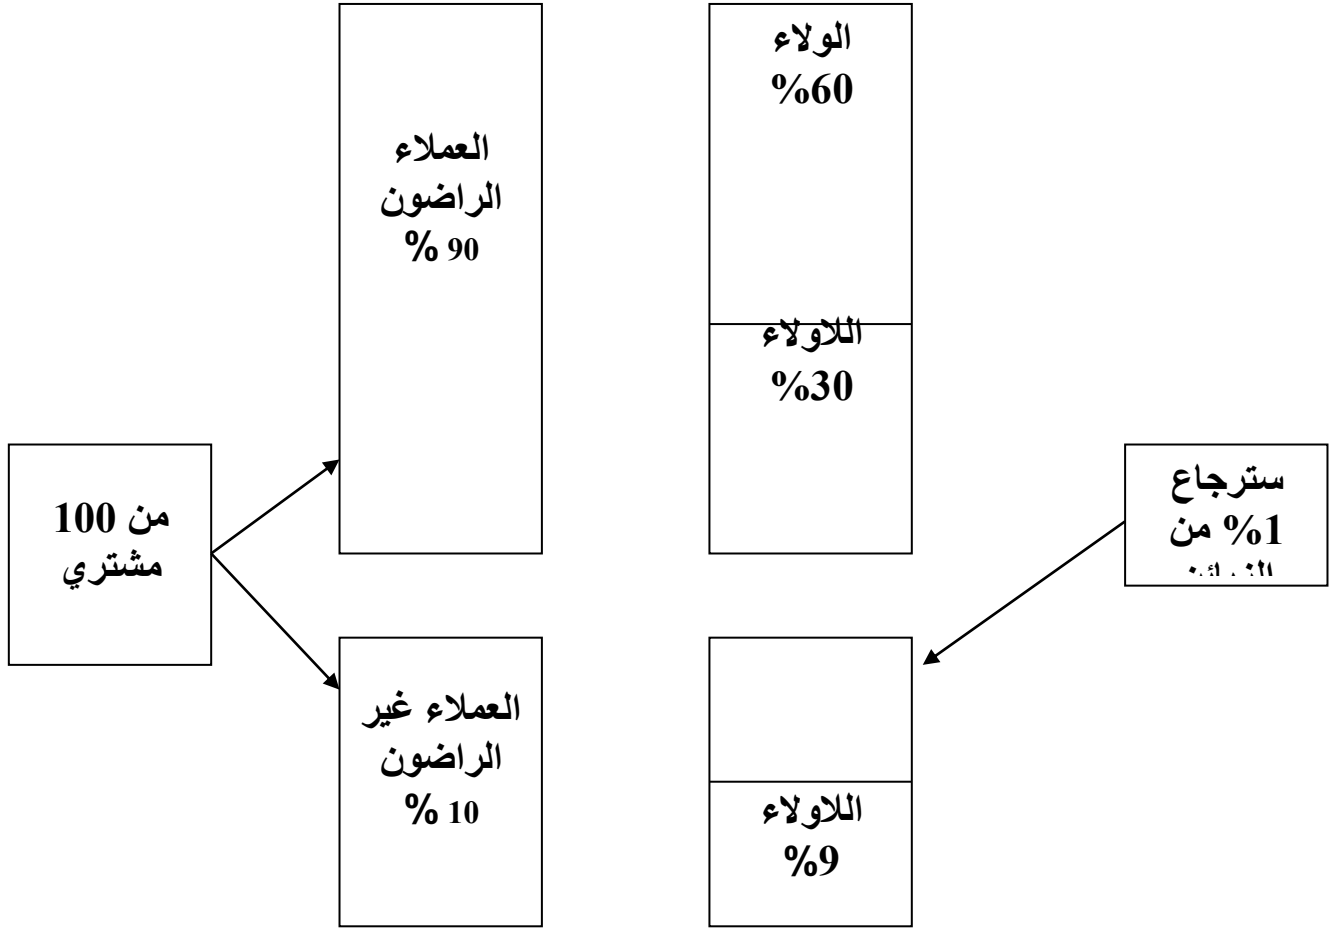 الولاء
%60
العملاء
الراضون
% 90
اللاولاء
%30
سترجاع
%1 من
من 100
مشتري
العملاء غير
الراضون
% 10
اللاولاء
%9